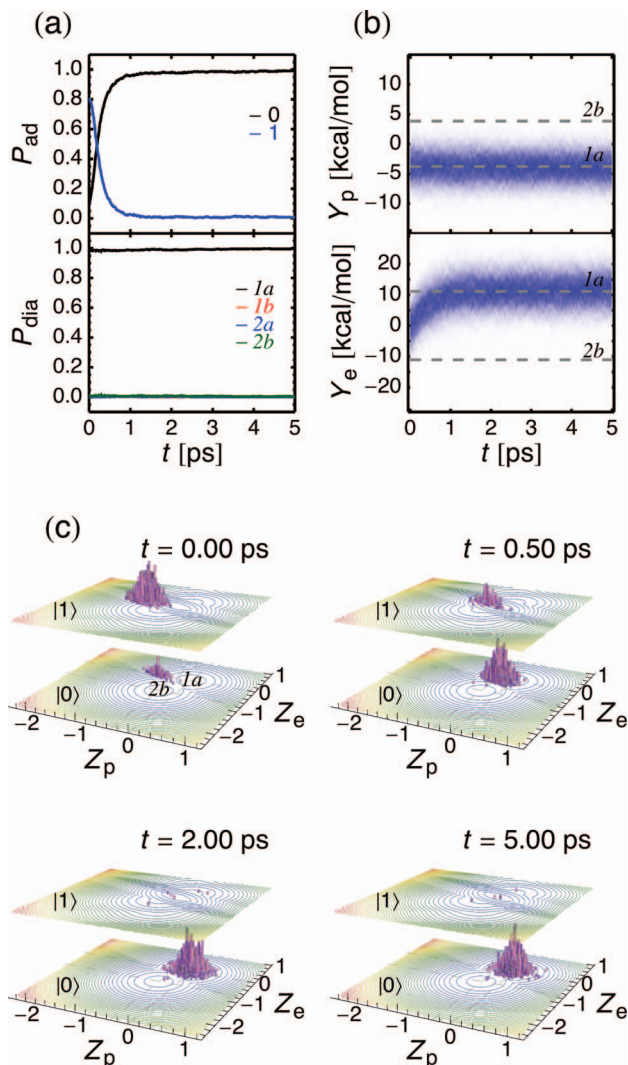 (a)
1.0
0.8
0.6
0.4
0.2
0.0
P_ad
– 0
– 1
1.0
0.8
0.6
0.4
0.2
0.0
P_dia
– 1a
– 1b
– 2a
– 2b
0 1 2 3 4 5
t [ps]
(b)
15
10
5
0
−5
−10
Y_p [kcal/mol]
2b
1a
20
10
0
−10
−20
Y_e [kcal/mol]
1a
2b
0 1 2 3 4 5
t [ps]
(c)
t = 0.00 ps
|1⟩
|0⟩
2b 1a
−2 −1 0 1
Z_p
−2 −1 0 1
Z_e
t = 0.50 ps
|1⟩
|0⟩
−2 −1 0 1
Z_p
−2 −1 0 1
Z_e
t = 2.00 ps
|1⟩
|0⟩
−2 −1 0 1
Z_p
−2 −1 0 1
Z_e
t = 5.00 ps
|1⟩
|0⟩
−2 −1 0 1
Z_p
−2 −1 0 1
Z_e